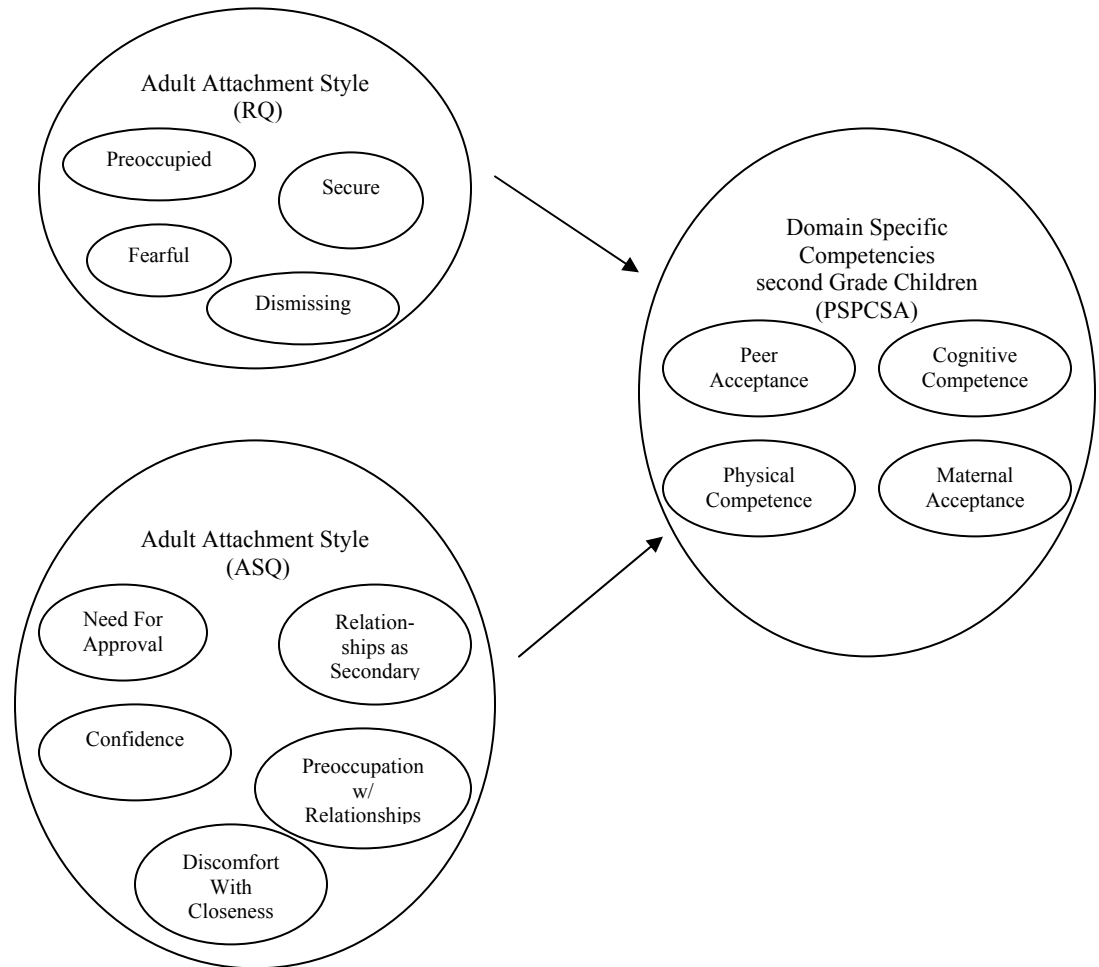 Adult Attachment Style
(RQ)
Preoccupied
Secure
Fearful
Dismissing
Domain Specific
Competencies
second Grade Children
(PSPCSA)
Peer
Acceptance
Cognitive
Competence
Physical
Competence
Maternal
Acceptance
Adult Attachment Style
(ASQ)
Need For
Approval
Relation-
ships as
Secondary
Confidence
Preoccupation
w/
Relationships
Discomfort
With
Closeness